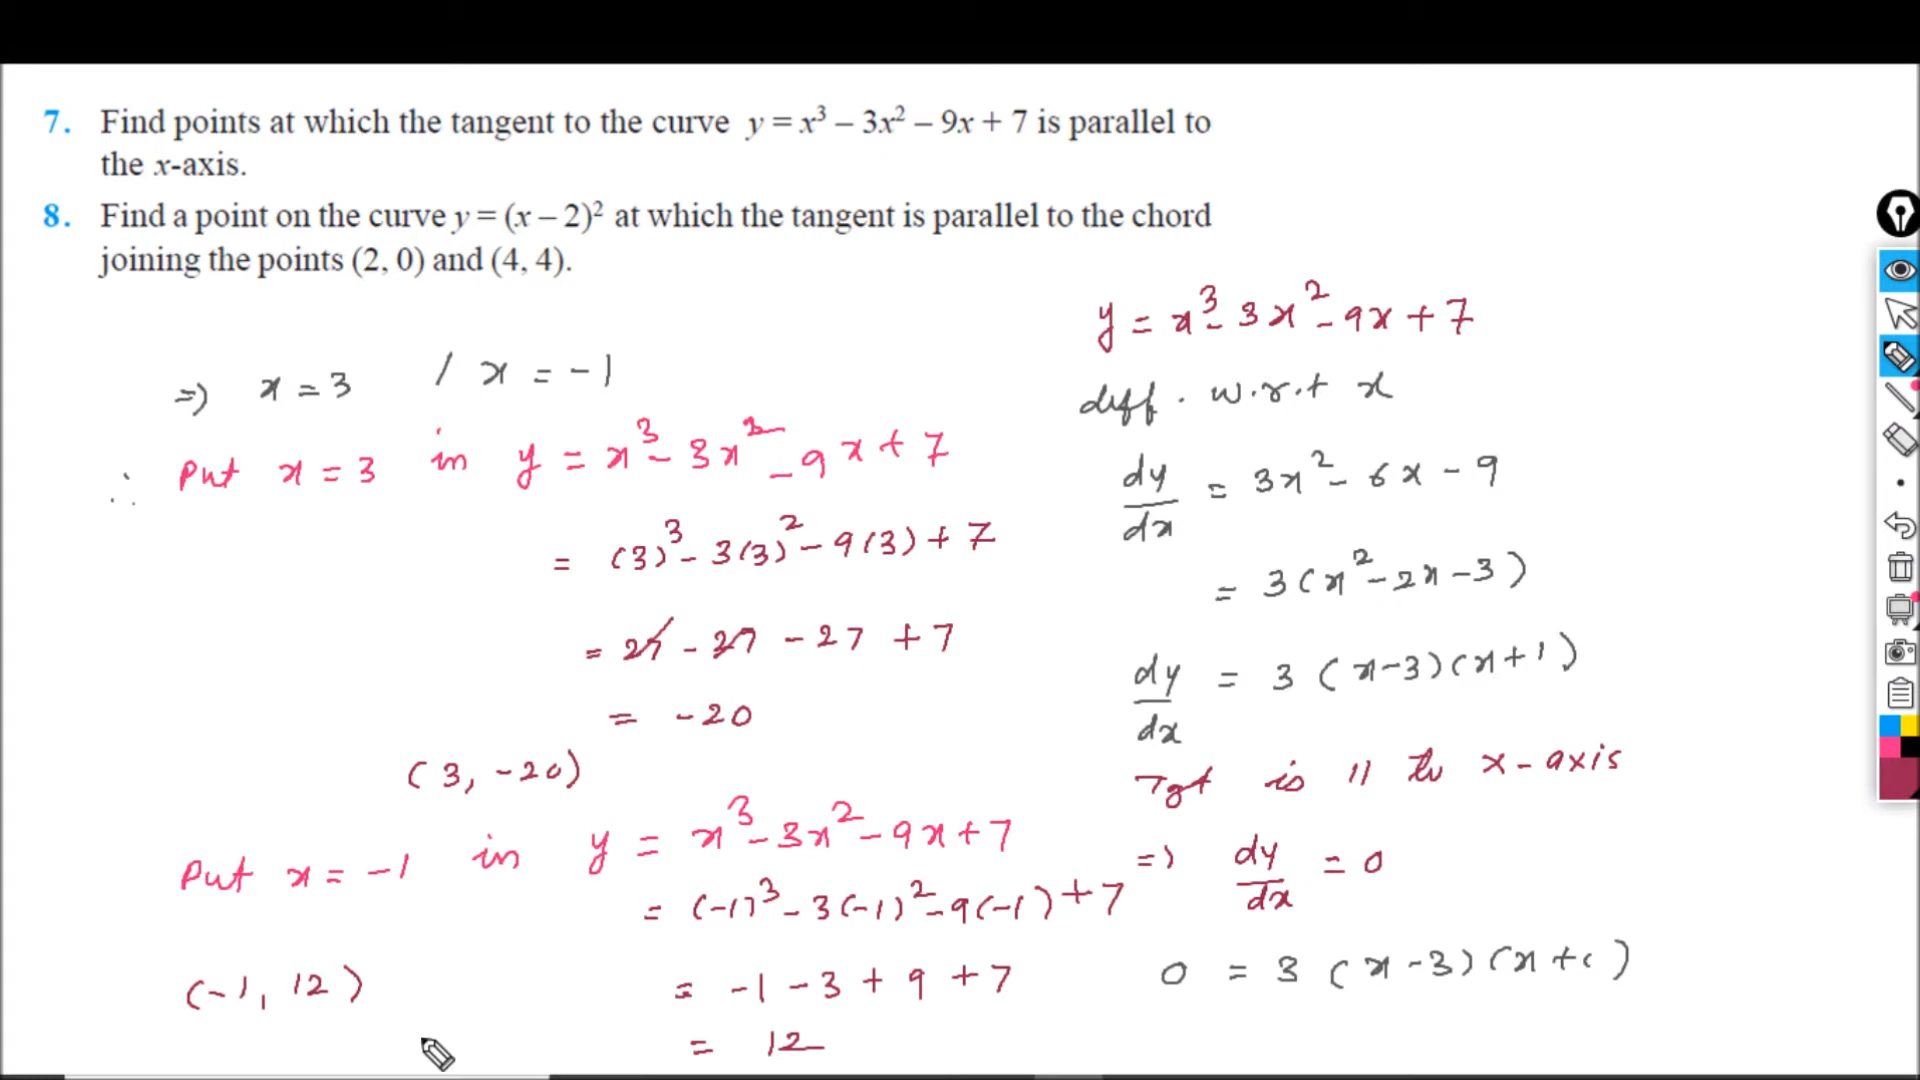 7. Find points at which the tangent to the curve y = x³ – 3x² – 9x + 7 is parallel to
the x-axis.
8. Find a point on the curve y = (x – 2)² at which the tangent is parallel to the chord
joining the points (2, 0) and (4, 4).
y = x³ - 3x² - 9x + 7
diff. w.r.t x
dy/dx = 3x² - 6x - 9
= 3(x² - 2x - 3)
dy/dx = 3(x-3)(x+1)
Tgt is || to x-axis
=> dy/dx = 0
0 = 3(x-3)(x+1)
=> x = 3 / x = -1
∴ Put x = 3 in y = x³ - 3x² - 9x + 7
= (3)³ - 3(3)² - 9(3) + 7
= 27 - 27 - 27 + 7
= -20
(3, -20)
Put x = -1 in y = x³ - 3x² - 9x + 7
= (-1)³ - 3(-1)² - 9(-1) + 7
= -1 - 3 + 9 + 7
= 12
(-1, 12)